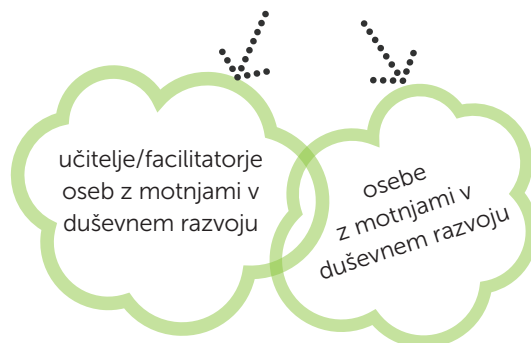 učitelje/facilitatorje
oseb z motnjami v
duševnem razvoju
osebe
z motnjami v
duševnem razvoju